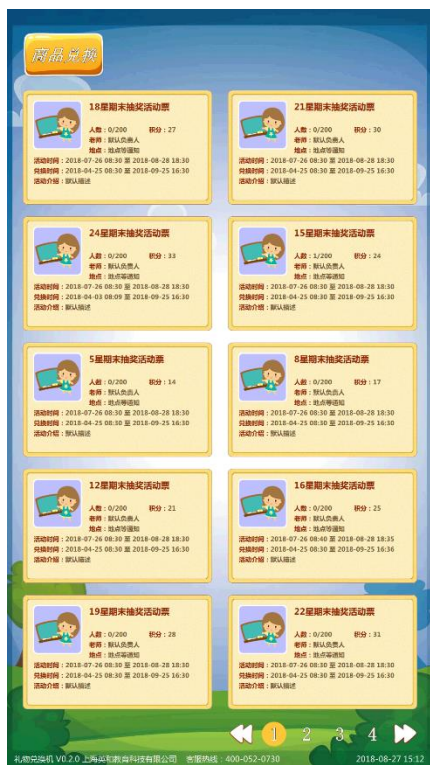 商品兑换
18星期末抽奖活动票
人数：0/200 积分：27
老师：默认负责人
地点：地点等通知
活动时间：2018-07-26 08:30 至 2018-08-28 18:30
兑换时间：2018-04-25 08:30 至 2018-09-25 16:30
活动介绍：默认描述
21星期末抽奖活动票
人数：0/200 积分：30
老师：默认负责人
地点：地点等通知
活动时间：2018-07-26 08:30 至 2018-08-28 18:30
兑换时间：2018-04-25 08:30 至 2018-09-25 16:30
活动介绍：默认描述
24星期末抽奖活动票
人数：0/200 积分：33
老师：默认负责人
地点：地点等通知
活动时间：2018-07-26 08:30 至 2018-08-28 18:30
兑换时间：2018-04-03 08:09 至 2018-09-25 16:30
活动介绍：默认描述
15星期末抽奖活动票
人数：1/200 积分：24
老师：默认负责人
地点：地点等通知
活动时间：2018-07-26 08:30 至 2018-08-28 18:30
兑换时间：2018-04-25 08:30 至 2018-09-25 16:30
活动介绍：默认描述
5星期末抽奖活动票
人数：0/200 积分：14
老师：默认负责人
地点：地点等通知
活动时间：2018-07-26 08:30 至 2018-08-28 18:30
兑换时间：2018-04-25 08:30 至 2018-09-25 16:30
活动介绍：默认描述
8星期末抽奖活动票
人数：0/200 积分：17
老师：默认负责人
地点：地点等通知
活动时间：2018-07-26 08:30 至 2018-08-28 18:30
兑换时间：2018-04-25 08:30 至 2018-09-25 16:30
活动介绍：默认描述
12星期末抽奖活动票
人数：0/200 积分：21
老师：默认负责人
地点：地点等通知
活动时间：2018-07-26 08:30 至 2018-08-28 18:30
兑换时间：2018-04-25 08:30 至 2018-09-25 16:30
活动介绍：默认描述
16星期末抽奖活动票
人数：0/200 积分：25
老师：默认负责人
地点：地点等通知
活动时间：2018-07-26 08:30 至 2018-08-28 18:35
兑换时间：2018-04-25 08:30 至 2018-09-25 16:36
活动介绍：默认描述
19星期末抽奖活动票
人数：0/200 积分：28
老师：默认负责人
地点：地点等通知
活动时间：2018-07-26 08:30 至 2018-08-28 18:30
兑换时间：2018-04-25 08:30 至 2018-09-25 16:30
活动介绍：默认描述
22星期末抽奖活动票
人数：0/200 积分：31
老师：默认负责人
地点：地点等通知
活动时间：2018-07-26 08:30 至 2018-08-28 18:30
兑换时间：2018-04-25 08:30 至 2018-09-25 16:30
活动介绍：默认描述
1 2 3 4
礼物兑换机 V0.2.0 上海英和教育科技有限公司 客服热线：400-052-0730 2018-08-27 15:12